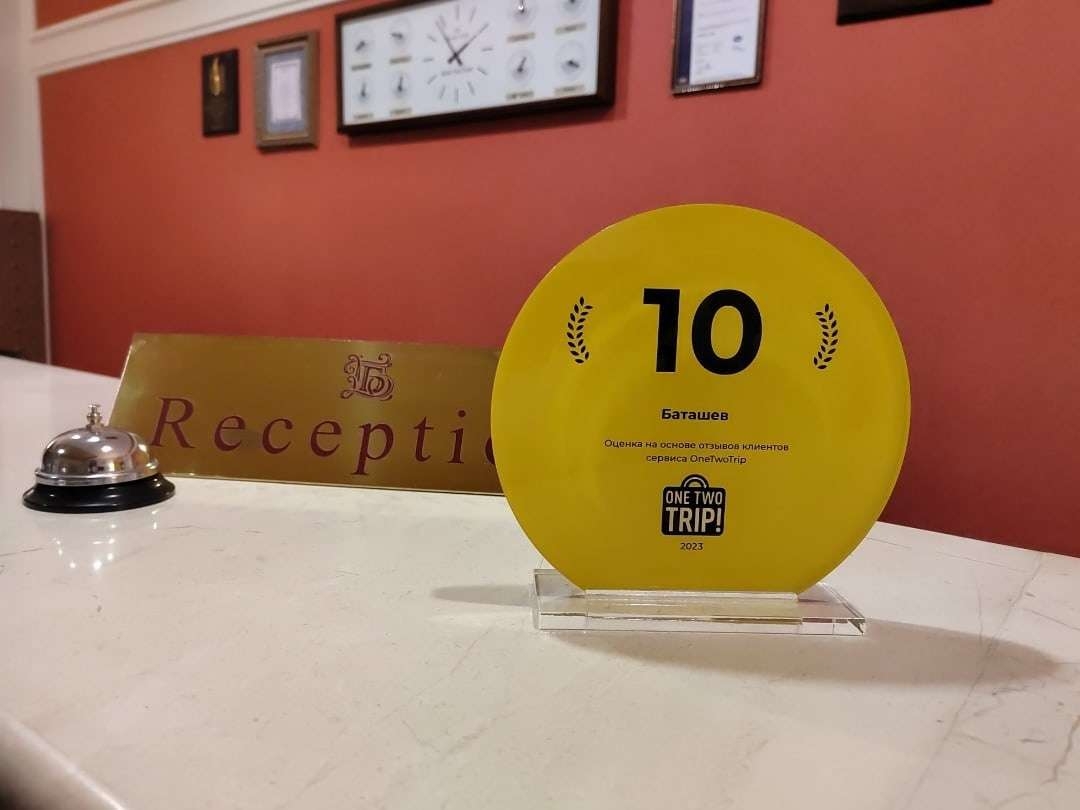 Receptio
10
Баташев
Оценка на основе отзывов клиентов
сервиса OneTwoTrip
ONE TWO
TRIP!
2023